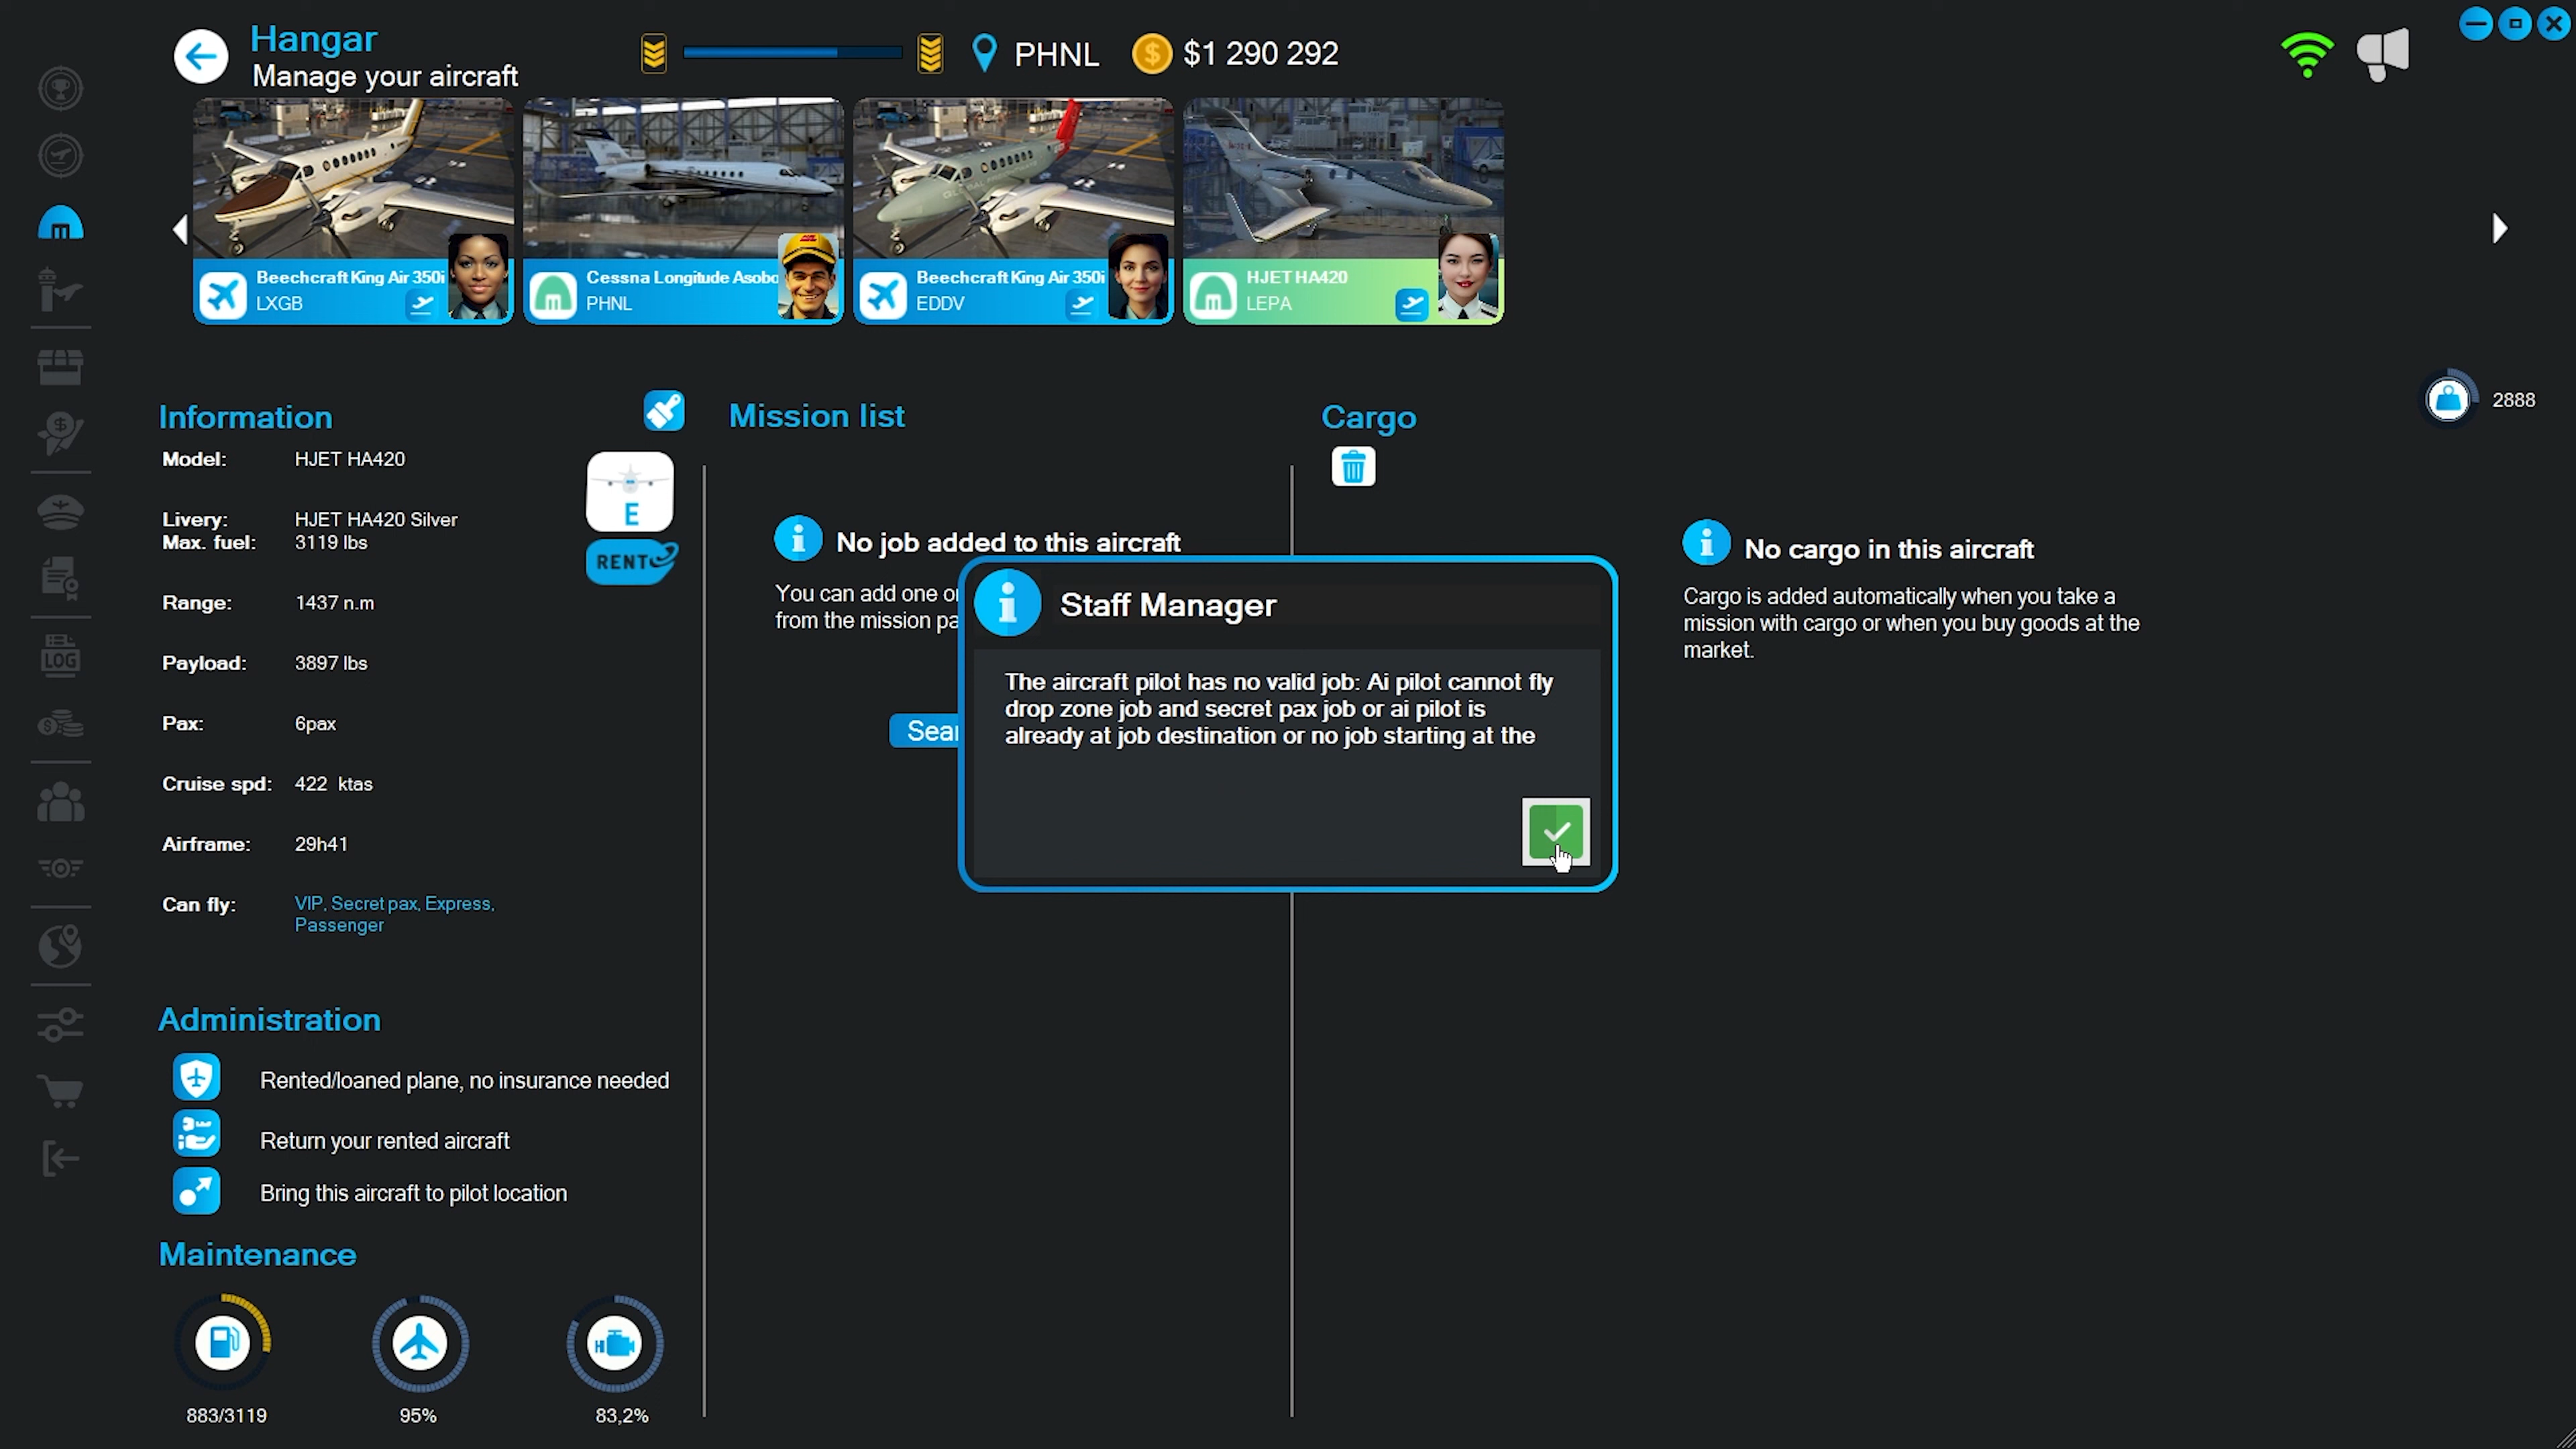 Hangar
Manage your aircraft
PHNL
$1 290 292
Beechcraft King Air 350i
LXGB
Cessna Longitude Asobo
PHNL
Beechcraft King Air 350i
EDDV
HJET HA420
LEPA
Information
Model: HJET HA420
Livery: HJET HA420 Silver
Max. fuel: 3119 lbs
Range: 1437 n.m
Payload: 3897 lbs
Pax: 6pax
Cruise spd: 422 ktas
Airframe: 29h41
Can fly: VIP, Secret pax, Express,
Passenger
E
RENT
Administration
Rented/loaned plane, no insurance needed
Return your rented aircraft
Bring this aircraft to pilot location
Maintenance
883/3119
95%
83,2%
Mission list
No job added to this aircraft
You can add one or
from the mission pa
Sear
Staff Manager
The aircraft pilot has no valid job: Ai pilot cannot fly
drop zone job and secret pax job or ai pilot is
already at job destination or no job starting at the
Cargo
2888
No cargo in this aircraft
Cargo is added automatically when you take a
mission with cargo or when you buy goods at the
market.
LOG